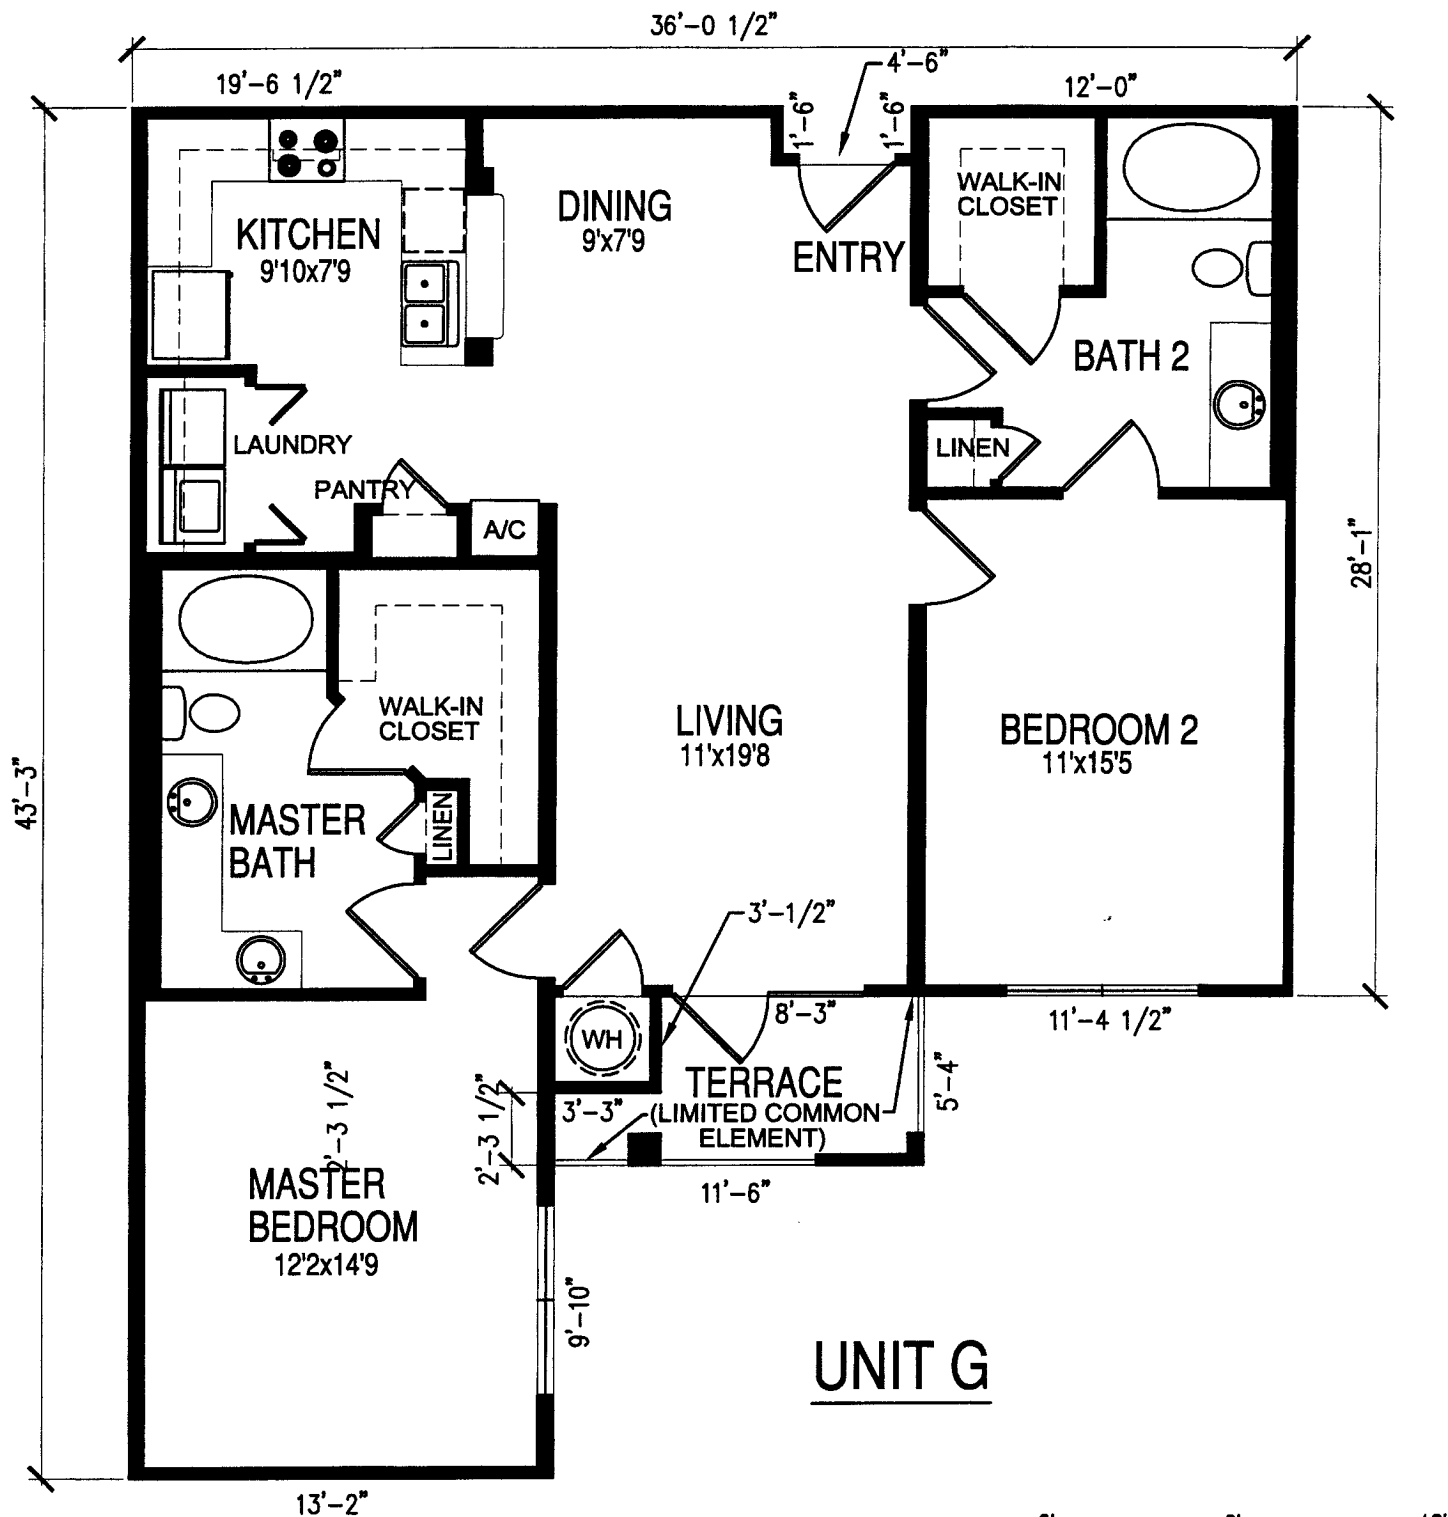 36'-0 1/2"
19'-6 1/2"
4'-6"
12'-0"
1'-6"
1'-6"
WALK-IN
CLOSET
DINING
9'x7'9
KITCHEN
9'10x7'9
ENTRY
BATH 2
LAUNDRY
LINEN
PANTRY
A/C
28'-1"
WALK-IN
CLOSET
LIVING
11'x19'8
BEDROOM 2
11'x15'5
43'-3"
MASTER
BATH
LINEN
3'-1/2"
8'-3"
11'-4 1/2"
WH
TERRACE
(LIMITED COMMON
ELEMENT)
5'-4"
2'-3 1/2"
2'-3 1/2"
3'-3"
11'-6"
MASTER
BEDROOM
12'2x14'9
9'-10"
UNIT G
13'-2"